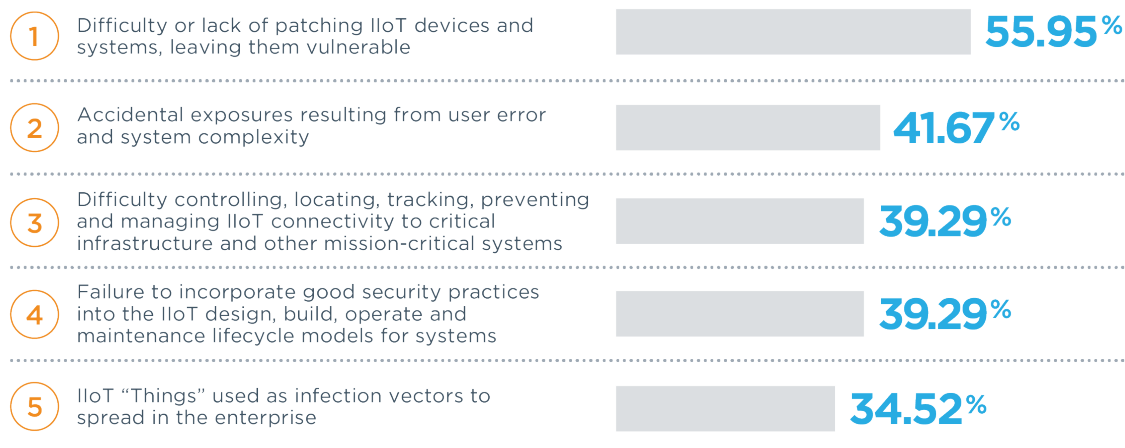 1
Difficulty or lack of patching IIoT devices and
systems, leaving them vulnerable
55.95%
2
Accidental exposures resulting from user error
and system complexity
41.67%
3
Difficulty controlling, locating, tracking, preventing
and managing IIoT connectivity to critical
infrastructure and other mission-critical systems
39.29%
4
Failure to incorporate good security practices
into the IIoT design, build, operate and
maintenance lifecycle models for systems
39.29%
5
IIoT “Things” used as infection vectors to
spread in the enterprise
34.52%